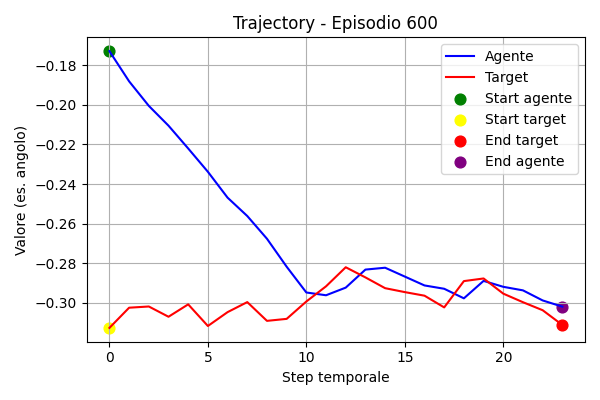 Trajectory - Episodio 600
Agente
Target
Start agente
Start target
End target
End agente
Valore (es. angolo)
−0.18
−0.20
−0.22
−0.24
−0.26
−0.28
−0.30
0
5
10
15
20
Step temporale